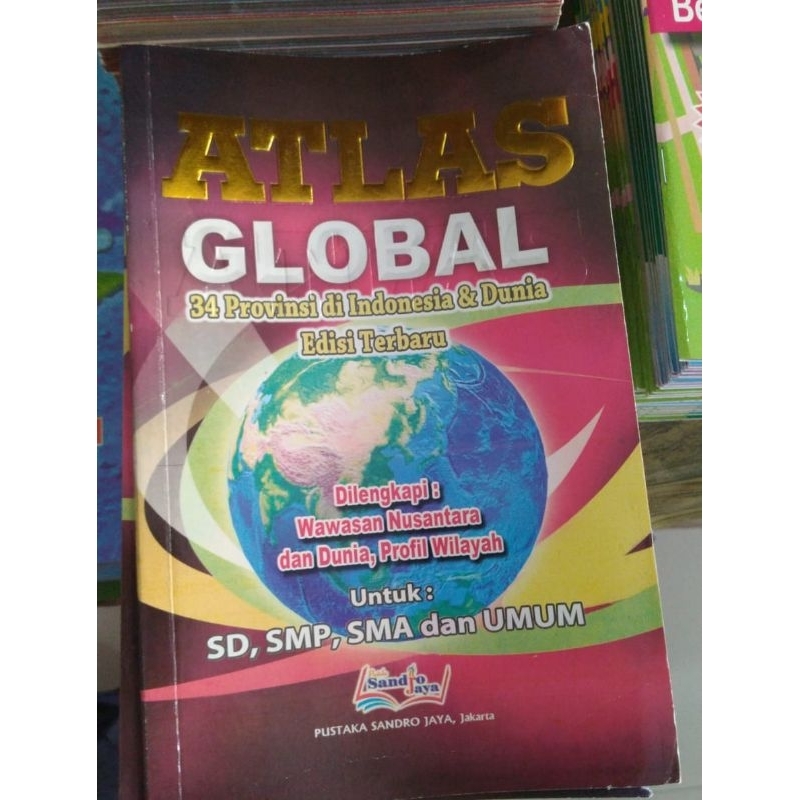 ATLAS
GLOBAL
34 Provinsi di Indonesia & Dunia
Edisi Terbaru
Dilengkapi :
Wawasan Nusantara
dan Dunia, Profil Wilayah
Untuk :
SD, SMP, SMA dan UMUM
Sandro
Jaya
PUSTAKA SANDRO JAYA, Jakarta